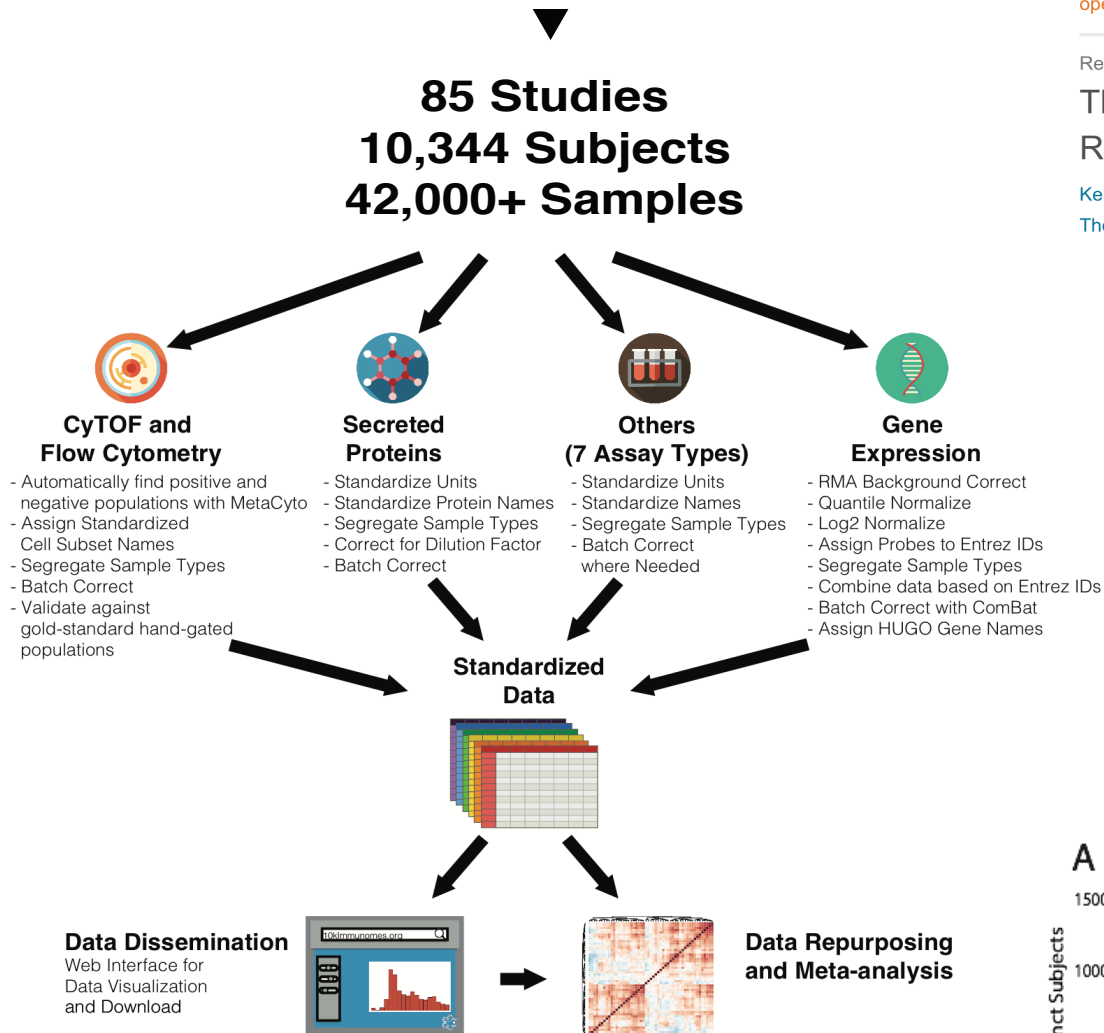 85 Studies
10,344 Subjects
42,000+ Samples
CyTOF and
Flow Cytometry
- Automatically find positive and
negative populations with MetaCyto
- Assign Standardized
Cell Subset Names
- Segregate Sample Types
- Batch Correct
- Validate against
gold-standard hand-gated
populations
Secreted
Proteins
- Standardize Units
- Standardize Protein Names
- Segregate Sample Types
- Correct for Dilution Factor
- Batch Correct
Others
(7 Assay Types)
- Standardize Units
- Standardize Names
- Segregate Sample Types
- Batch Correct
where Needed
Gene
Expression
- RMA Background Correct
- Quantile Normalize
- Log2 Normalize
- Assign Probes to Entrez IDs
- Segregate Sample Types
- Combine data based on Entrez IDs
- Batch Correct with ComBat
- Assign HUGO Gene Names
Standardized
Data
Data Dissemination
Web Interface for
Data Visualization
and Download
10kImmunomes.org
Data Repurposing
and Meta-analysis
A
1000
Subjects